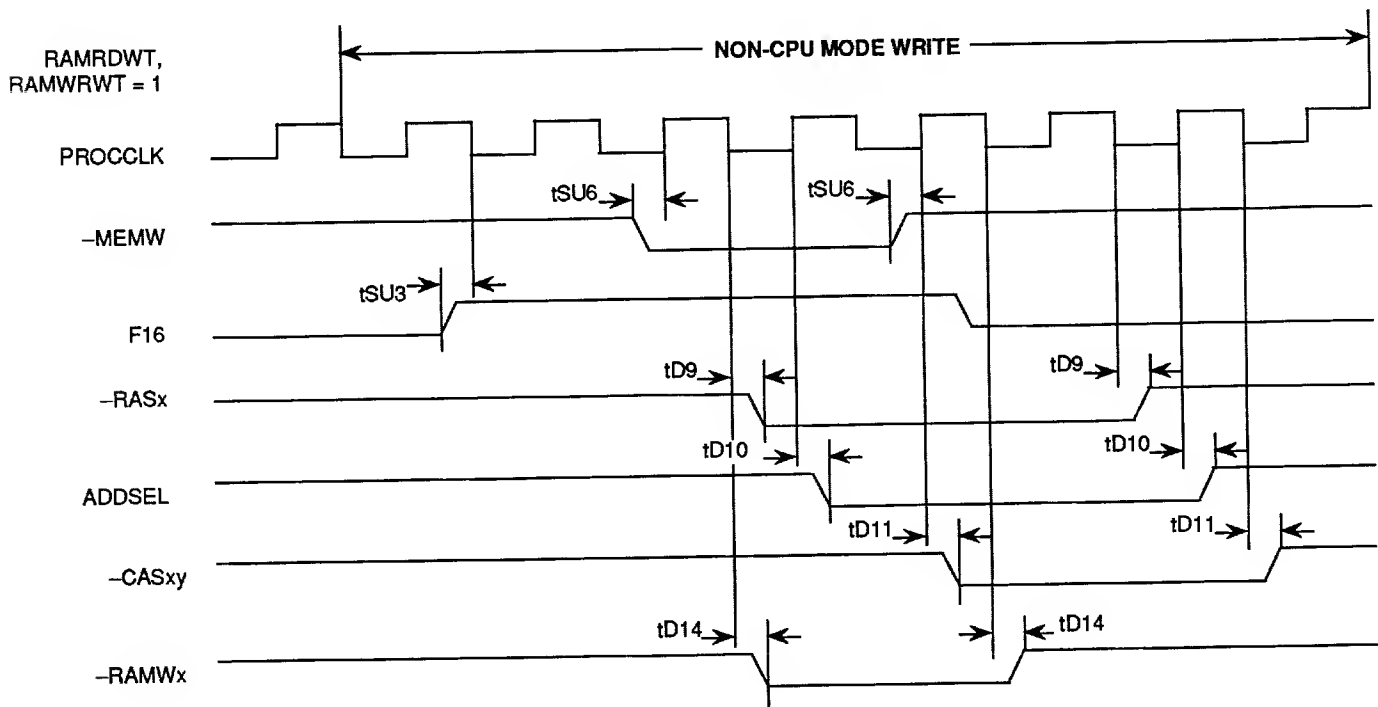 NON-CPU MODE WRITE
RAMRDWT,
RAMWRWT = 1
PROCCLK
tSU6
tSU6
–MEMW
tSU3
F16
tD9
tD9
–RASx
tD10
tD10
ADDSEL
tD11
tD11
–CASxy
tD14
tD14
–RAMWx